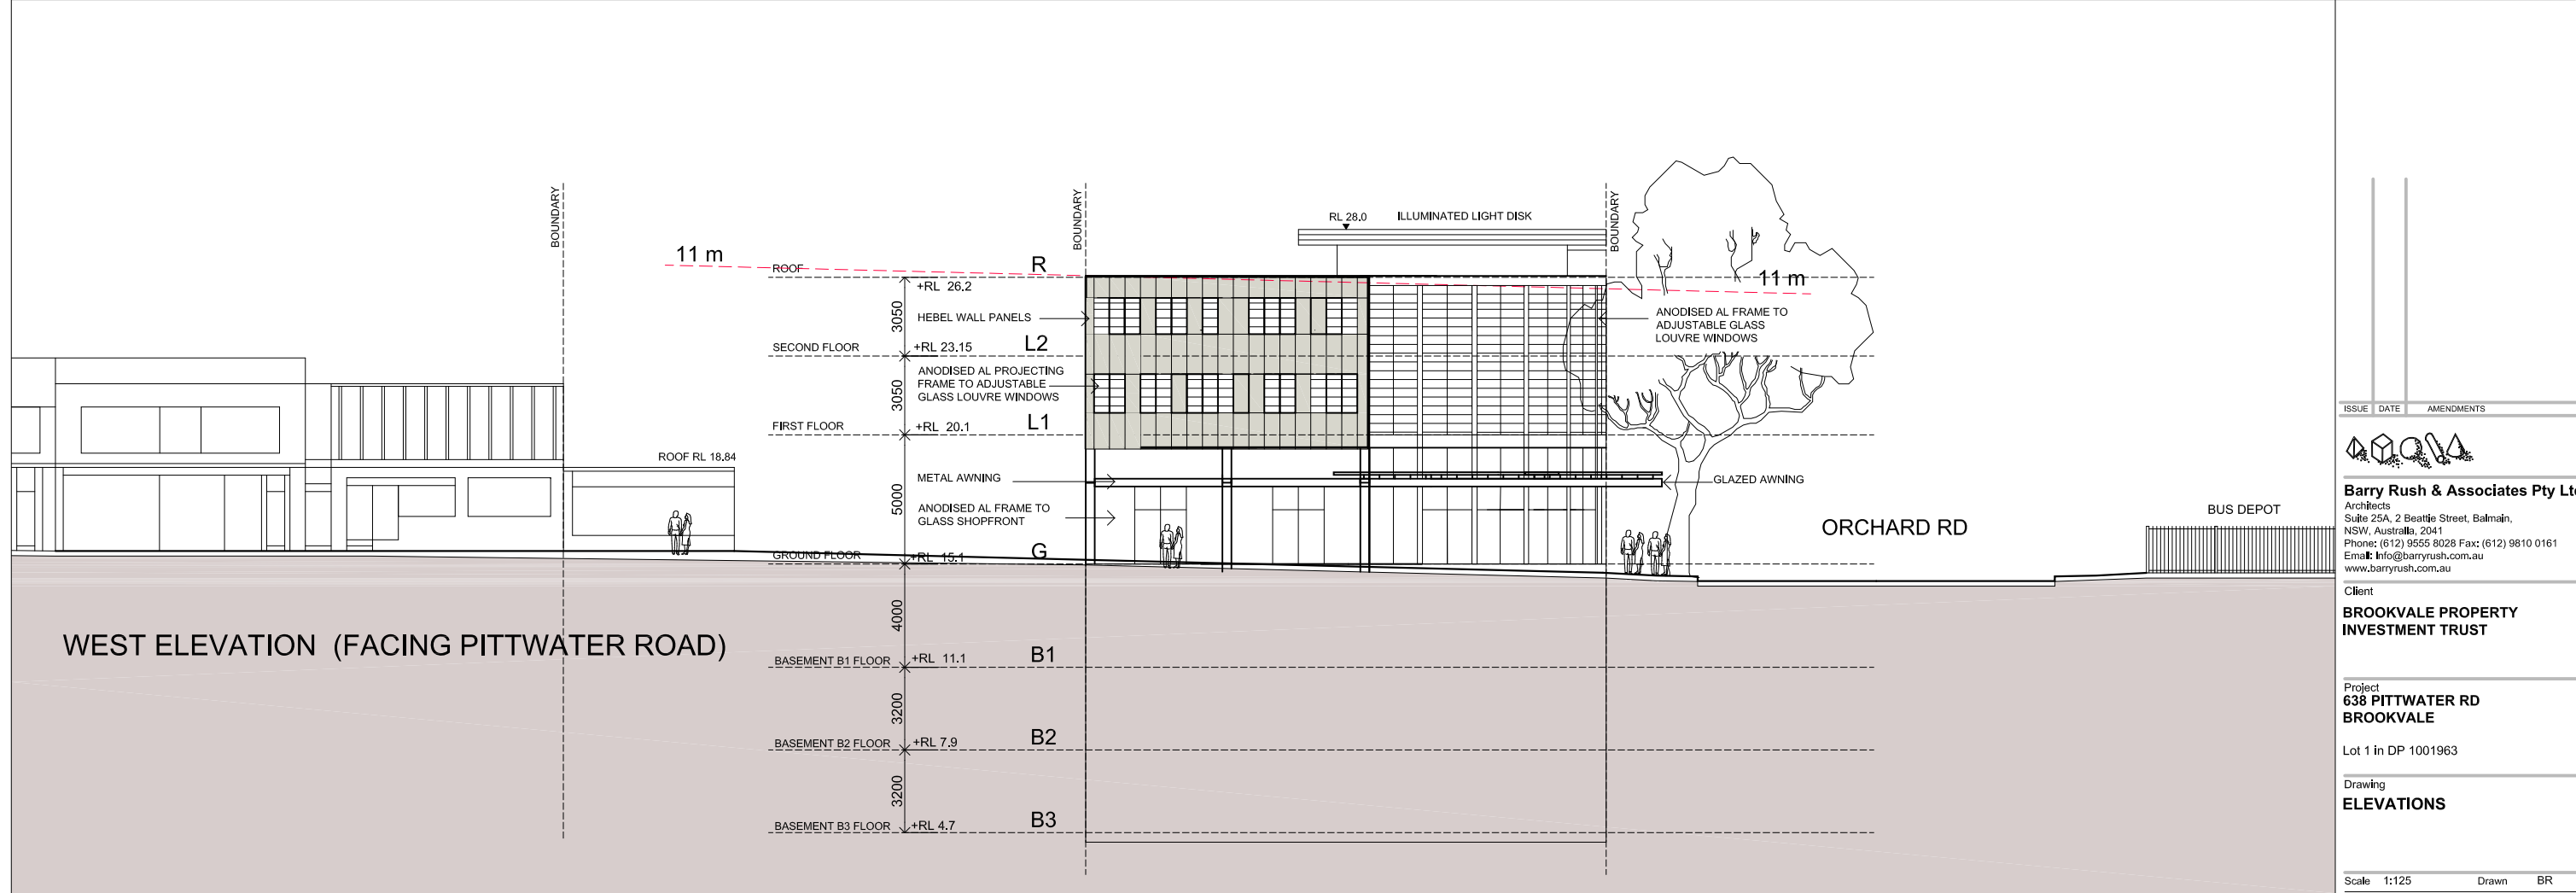 BOUNDARY
BOUNDARY
BOUNDARY
RL 28.0
ILLUMINATED LIGHT DISK
11 m
ROOF
R
+RL 26.2
11 m
3050
HEBEL WALL PANELS
ANODISED AL FRAME TO
ADJUSTABLE GLASS
LOUVRE WINDOWS
SECOND FLOOR
+RL 23.15
L2
ANODISED AL PROJECTING
FRAME TO ADJUSTABLE
GLASS LOUVRE WINDOWS
3050
FIRST FLOOR
+RL 20.1
L1
ROOF RL 18.84
METAL AWNING
GLAZED AWNING
5000
ANODISED AL FRAME TO
GLASS SHOPFRONT
ORCHARD RD
BUS DEPOT
GROUND FLOOR
+RL 15.1
G
4000
WEST ELEVATION (FACING PITTWATER ROAD)
BASEMENT B1 FLOOR
+RL 11.1
B1
3200
BASEMENT B2 FLOOR
+RL 7.9
B2
3200
BASEMENT B3 FLOOR
+RL 4.7
B3
ISSUE DATE AMENDMENTS
Barry Rush & Associates Pty Lt
Architects
Suite 25A, 2 Beattie Street, Balmain,
NSW, Australia, 2041
Phone: (612) 9555 8028 Fax: (612) 9810 0161
Email: info@barryrush.com.au
www.barryrush.com.au
Client
BROOKVALE PROPERTY
INVESTMENT TRUST
Project
638 PITTWATER RD
BROOKVALE
Lot 1 in DP 1001963
Drawing
ELEVATIONS
Scale 1:125 Drawn BR